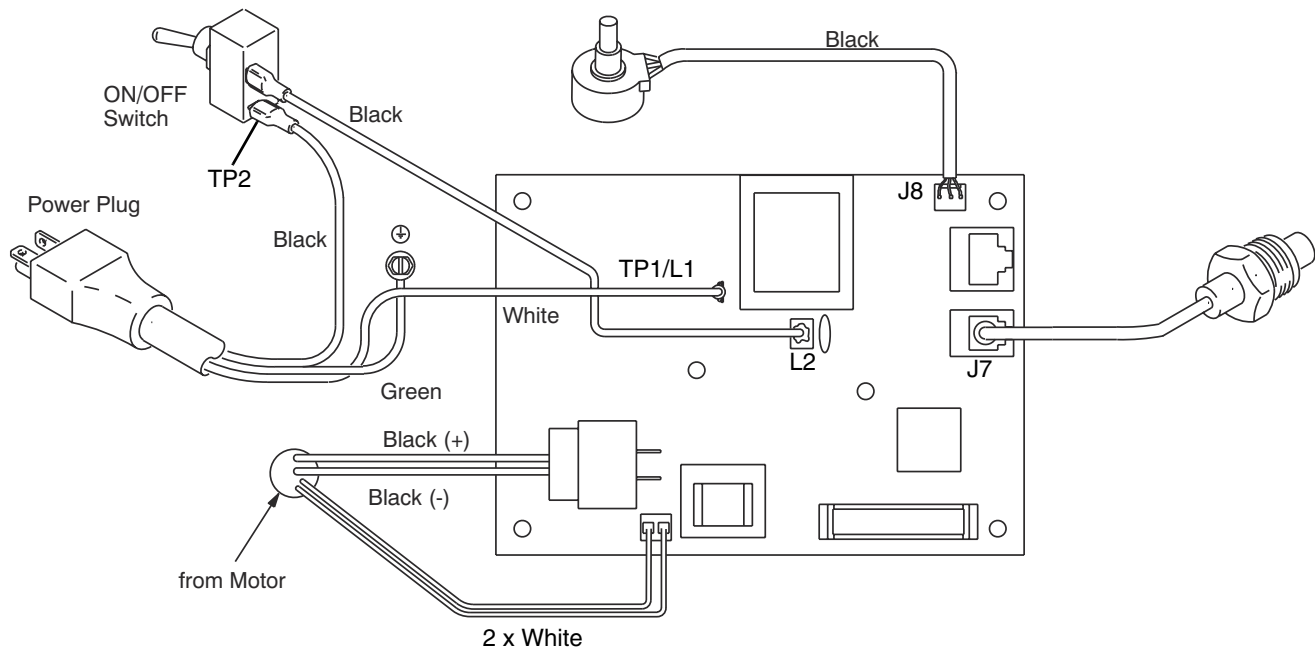 Black
ON/OFF
Switch
Black
TP2
J8
Power Plug
Black
TP1/L1
White
L2
J7
Green
Black (+)
Black (-)
from Motor
2 x White